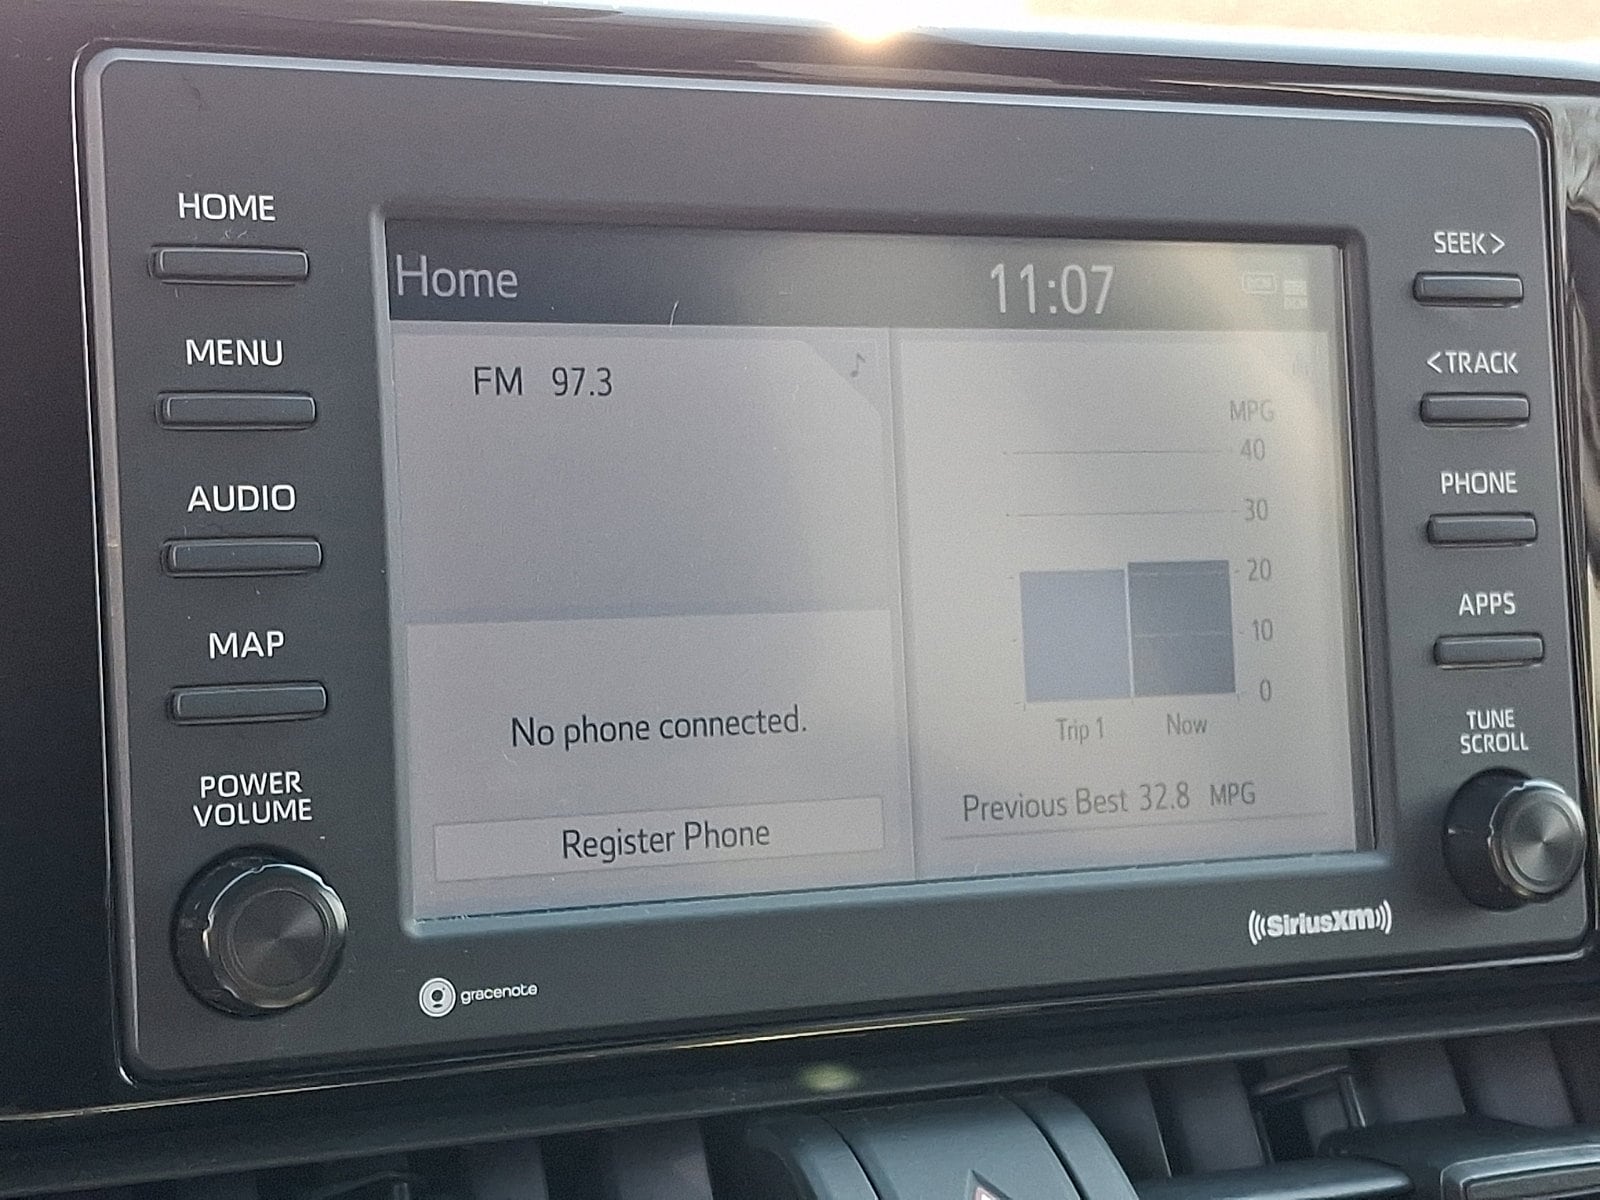 HOME
MENU
AUDIO
MAP
POWER
VOLUME
Home
11:07
FM 97.3
No phone connected.
Register Phone
MPG
40
30
20
10
0
Trip 1
Now
Previous Best 32.8 MPG
SEEK>
<TRACK
PHONE
APPS
TUNE
SCROLL
gracenote
SiriusXM